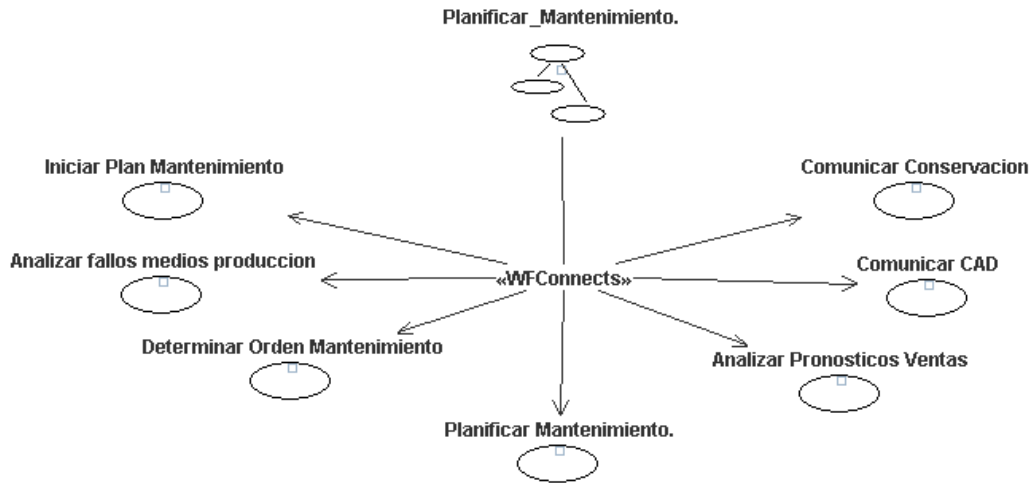 Planificar_Mantenimiento.
Iniciar Plan Mantenimiento
Comunicar Conservacion
Analizar fallos medios produccion
«WFConnects»
Comunicar CAD
Determinar Orden Mantenimiento
Analizar Pronosticos Ventas
Planificar Mantenimiento.